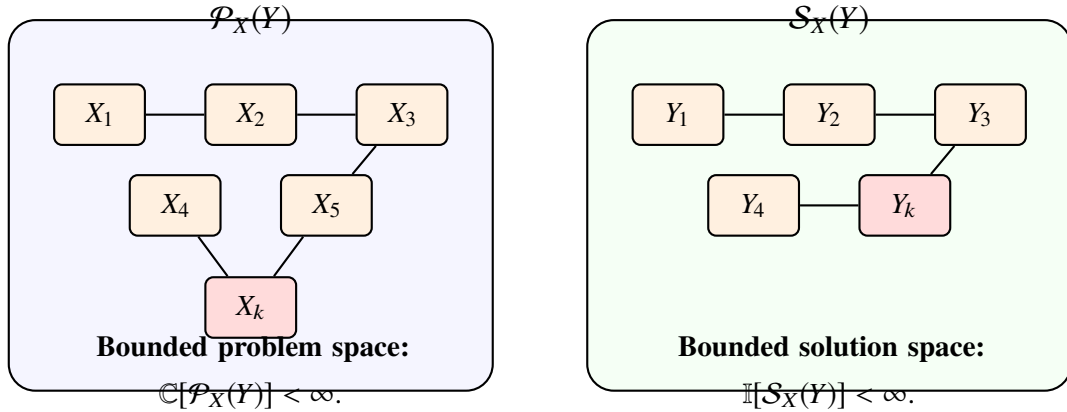 𝒫_X(Y)
X_1 X_2 X_3
X_4 X_5
X_k
Bounded problem space:
ℂ[𝒫_X(Y)] < ∞.
𝒮_X(Y)
Y_1 Y_2 Y_3
Y_4 Y_k
Bounded solution space:
𝕀[𝒮_X(Y)] < ∞.